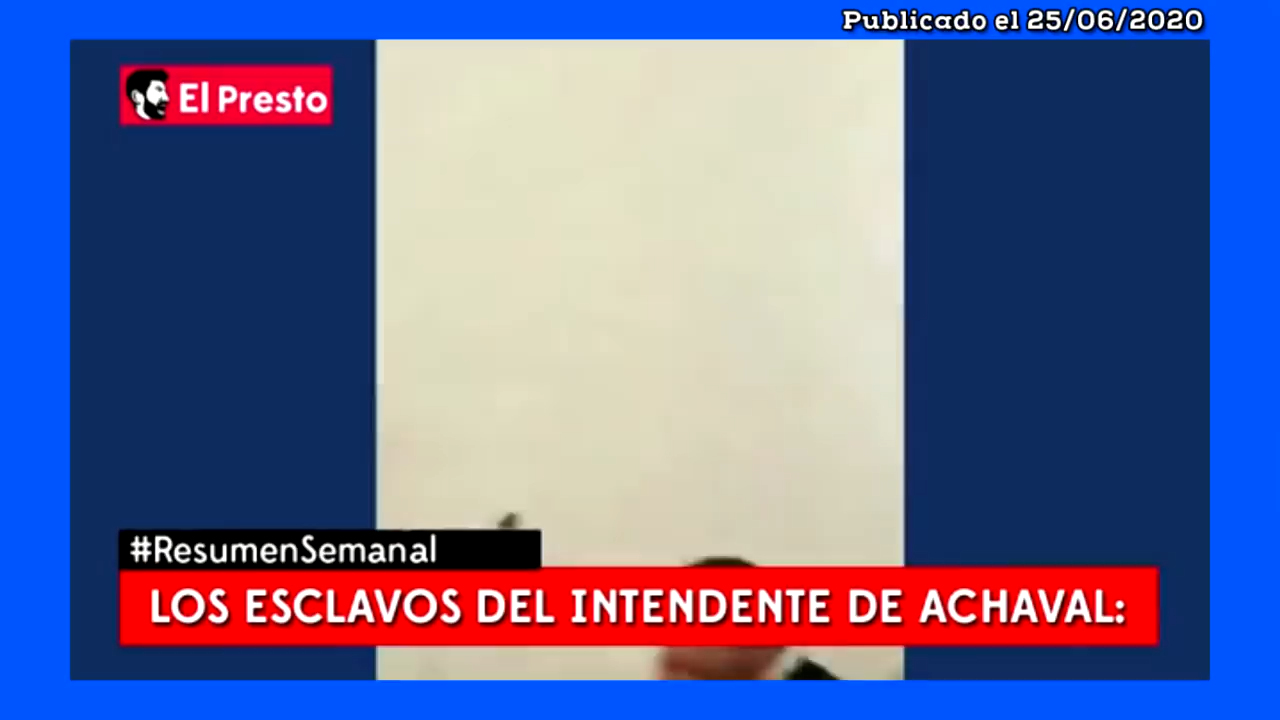 Publicado el 25/06/2020
El Presto
#ResumenSemanal
LOS ESCLAVOS DEL INTENDENTE DE ACHAVAL: